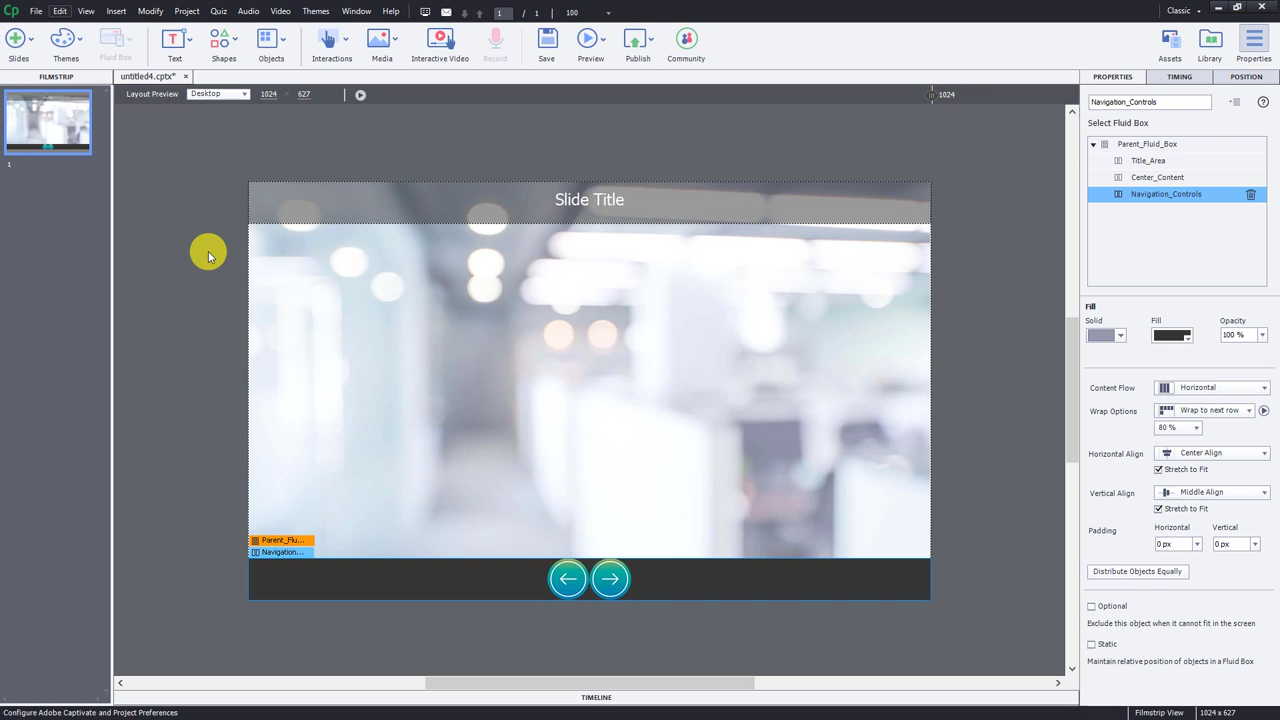 Cp File Edit View Insert Modify Project Quiz Audio Video Themes Window Help 1 / 1 100 Classic
Slides Themes Fluid Box Text Shapes Objects Interactions Media Interactive Video Record Save Preview Publish Community Assets Library Properties
FILMSTRIP untitled4.cptx* PROPERTIES TIMING POSITION
Layout Preview Desktop 1024 × 627 1024
Navigation_Controls
Select Fluid Box
Parent_Fluid_Box
Title_Area
Center_Content
Navigation_Controls
1
Slide Title
Fill
Solid Fill Opacity
100 %
Content Flow Horizontal
Wrap Options Wrap to next row
80 %
Horizontal Align Center Align
Stretch to Fit
Vertical Align Middle Align
Stretch to Fit
Padding Horizontal Vertical
0 px 0 px
Parent_Flu...
Navigation...
Distribute Objects Equally
Optional
Exclude this object when it cannot fit in the screen
Static
Maintain relative position of objects in a Fluid Box
TIMELINE
Configure Adobe Captivate and Project Preferences Filmstrip View 1024 x 627